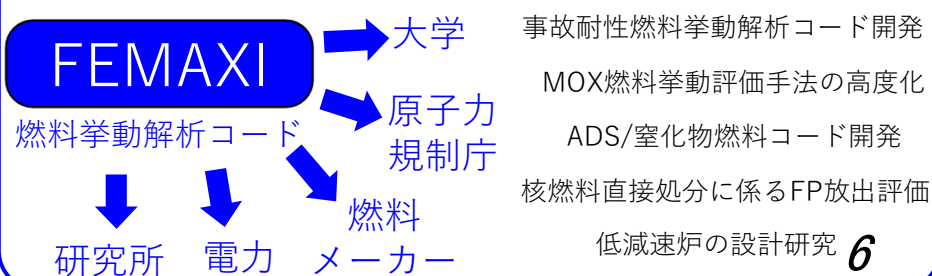 FEMAXI
燃料挙動解析コード
大学
原子力
規制庁
燃料
メーカー
電力
研究所
事故耐性燃料挙動解析コード開発
MOX燃料挙動評価手法の高度化
ADS/窒化物燃料コード開発
核燃料直接処分に係るFP放出評価
低減速炉の設計研究
6